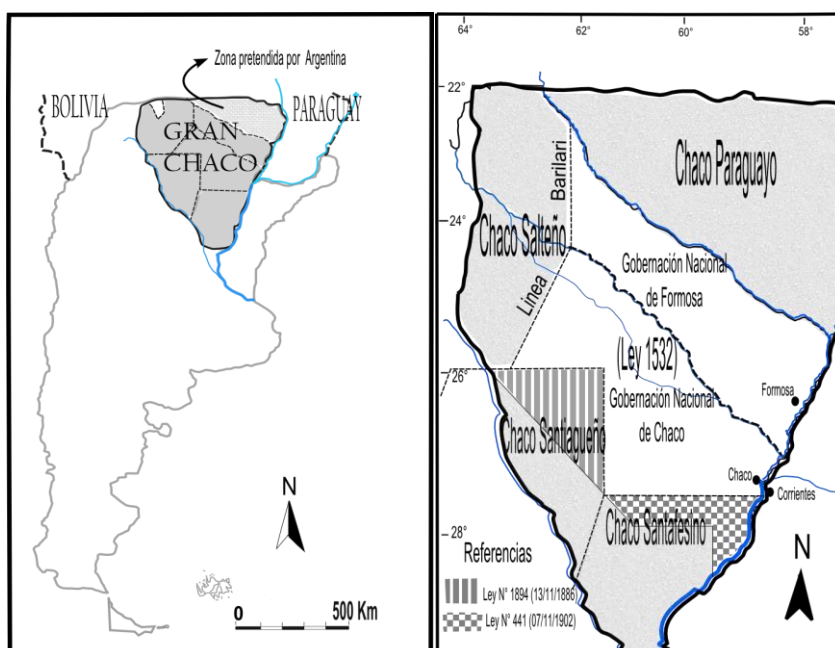 Zona pretendida por Argentina
BOLIVIA
PARAGUAY
GRAN
CHACO
N
0
500 Km
64°
62°
60°
58°
22°
24°
26°
28°
Chaco Paraguayo
Barilari
Chaco Salteño
Linea
Gobernación Nacional
de Formosa
(Ley 1532)
Gobernación Nacional
de Chaco
Formosa
Chaco Santiagueño
Chaco
Corrientes
Chaco Santafesino
Referencias
N
Ley N° 1894 (13/11/1886)
Ley N° 441 (07/11/1902)